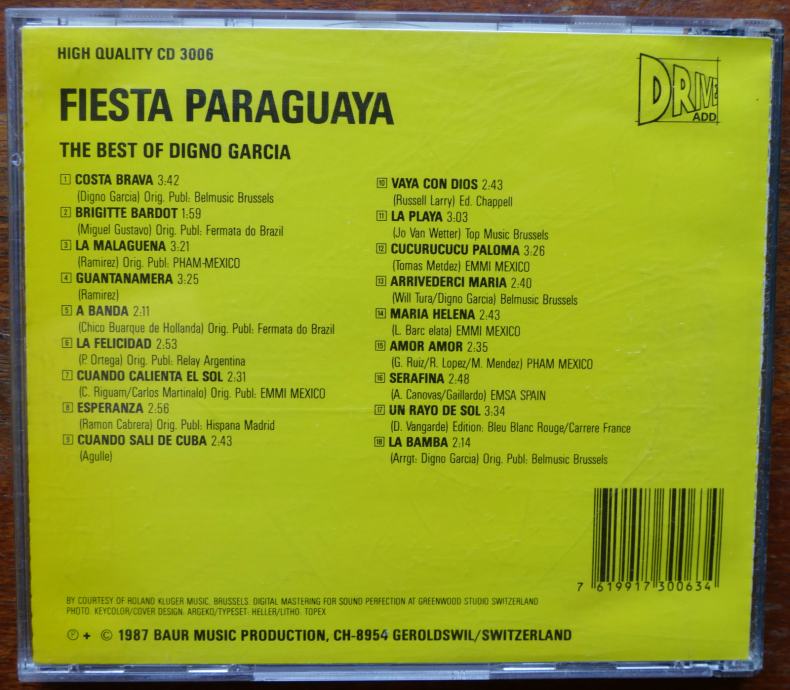 HIGH QUALITY CD 3006
DRIVE
ADD
FIESTA PARAGUAYA
THE BEST OF DIGNO GARCIA
1 COSTA BRAVA 3:42
(Digno Garcia) Orig. Publ: Belmusic Brussels
2 BRIGITTE BARDOT 1:59
(Miguel Gustavo) Orig. Publ: Fermata do Brazil
3 LA MALAGUENA 3:21
(Ramirez) Orig. Publ: PHAM-MEXICO
4 GUANTANAMERA 3:25
(Ramirez)
5 A BANDA 2:11
(Chico Buarque de Hollanda) Orig. Publ: Fermata do Brazil
6 LA FELICIDAD 2:53
(P. Ortega) Orig. Publ: Relay Argentina
7 CUANDO CALIENTA EL SOL 2:31
(C. Riguam/Carlos Martinalo) Orig. Publ: EMMI MEXICO
8 ESPERANZA 2:56
(Ramon Cabrera) Orig. Publ: Hispana Madrid
9 CUANDO SALI DE CUBA 2:43
(Agulle)
10 VAYA CON DIOS 2:43
(Russell Larry) Ed. Chappell
11 LA PLAYA 3:03
(Jo Van Wetter) Top Music Brussels
12 CUCURUCUCU PALOMA 3:26
(Tomas Metdez) EMMI MEXICO
13 ARRIVEDERCI MARIA 2:40
(Will Tura/Digno Garcia) Belmusic Brussels
14 MARIA HELENA 2:43
(L. Barc elata) EMMI MEXICO
15 AMOR AMOR 2:35
(G. Ruiz/R. Lopez/M. Mendez) PHAM MEXICO
16 SERAFINA 2:48
(A. Canovas/Gaillardo) EMSA SPAIN
17 UN RAYO DE SOL 3:34
(D. Vangarde) Edition: Bleu Blanc Rouge/Carrere France
18 LA BAMBA 2:14
(Arrgt: Digno Garcia) Orig. Publ: Belmusic Brussels
7 619917 300634
BY COURTESY OF ROLAND KLUGER MUSIC, BRUSSELS. DIGITAL MASTERING FOR SOUND PERFECTION AT GREENWOOD STUDIO SWITZERLAND
PHOTO. KEYCOLOR/COVER DESIGN. ARGEKO/TYPESET: HELLER/LITHO. TOPEX
℗ + © 1987 BAUR MUSIC PRODUCTION, CH-8954 GEROLDSWIL/SWITZERLAND